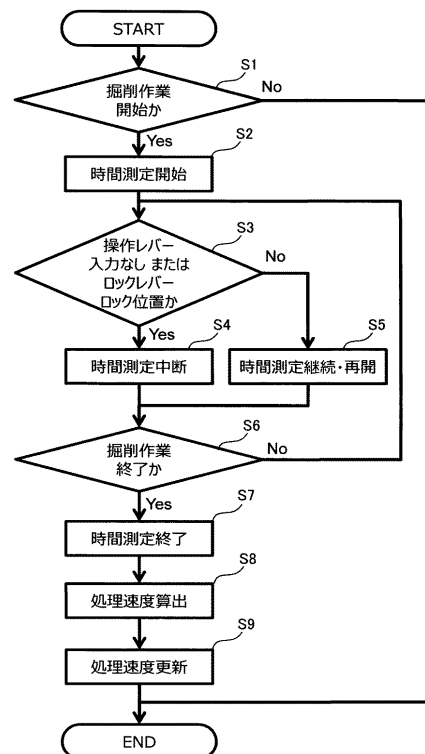 START
S1
掘削作業
開始か
No
Yes
S2
時間測定開始
S3
操作レバー
入力なし または
ロックレバー
ロック位置か
No
Yes
S4
時間測定中断
S5
時間測定継続・再開
S6
掘削作業
終了か
No
Yes
S7
時間測定終了
S8
処理速度算出
S9
処理速度更新
END